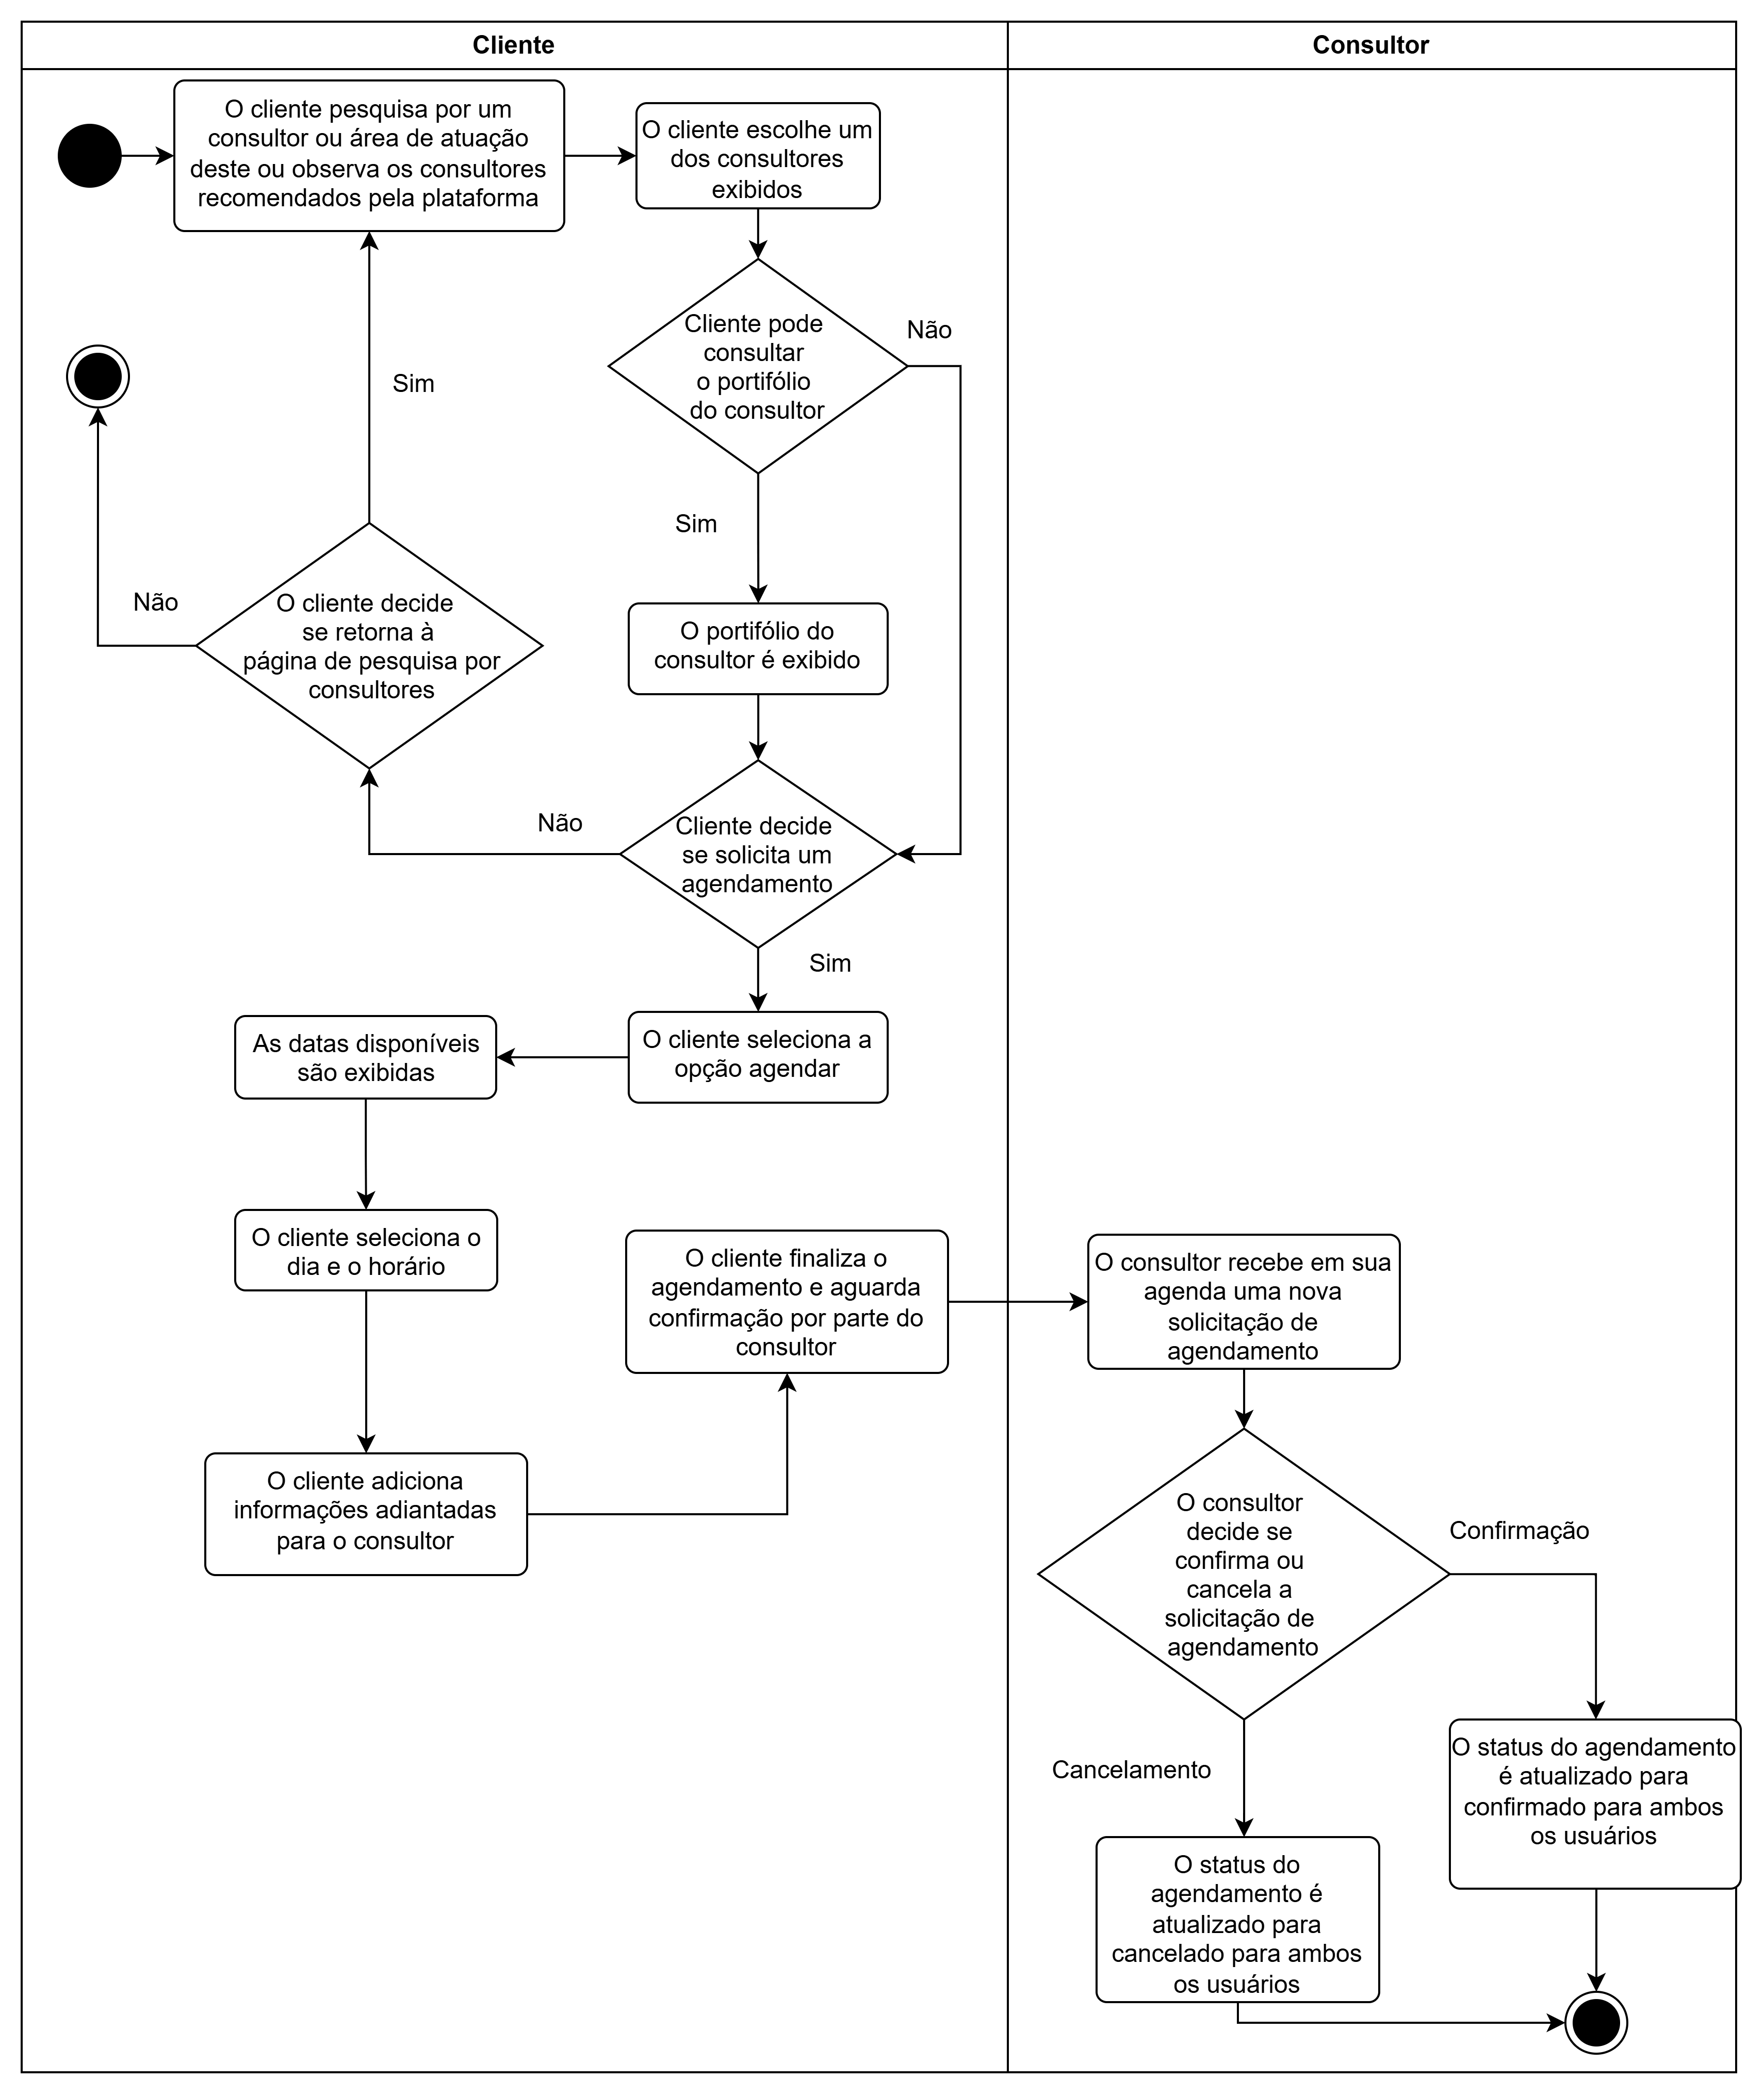 Cliente
Consultor
O cliente pesquisa por um
consultor ou área de atuação
deste ou observa os consultores
recomendados pela plataforma
O cliente escolhe um
dos consultores
exibidos
Cliente pode
consultar
o portifólio
do consultor
Não
Sim
Sim
O cliente decide
se retorna à
página de pesquisa por
consultores
Não
O portifólio do
consultor é exibido
Não
Cliente decide
se solicita um
agendamento
Sim
O cliente seleciona a
opção agendar
As datas disponíveis
são exibidas
O cliente seleciona o
dia e o horário
O cliente adiciona
informações adiantadas
para o consultor
O cliente finaliza o
agendamento e aguarda
confirmação por parte do
consultor
O consultor recebe em sua
agenda uma nova
solicitação de
agendamento
O consultor
decide se
confirma ou
cancela a
solicitação de
agendamento
Confirmação
Cancelamento
O status do agendamento
é atualizado para
confirmado para ambos
os usuários
O status do
agendamento é
atualizado para
cancelado para ambos
os usuários